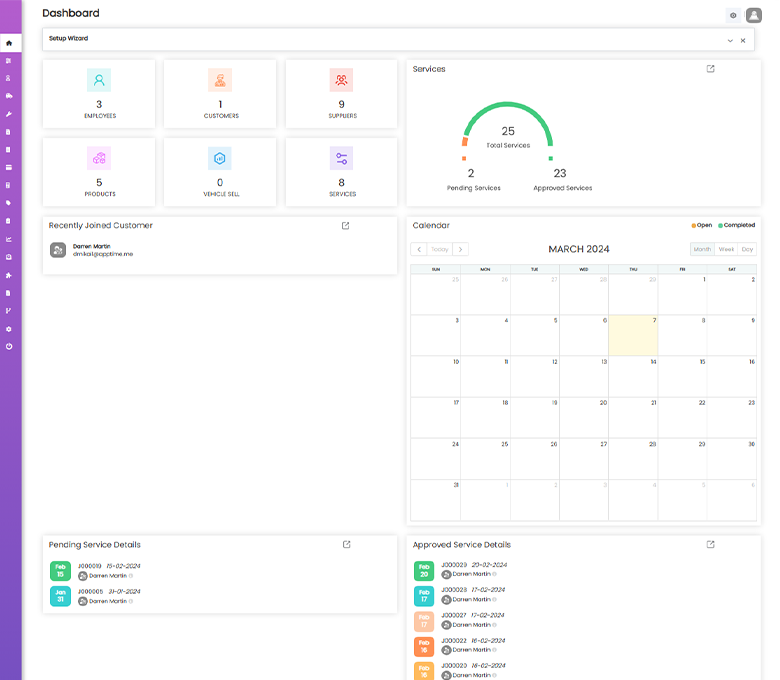 Dashboard
Setup Wizard
3
EMPLOYEES
1
CUSTOMERS
9
SUPPLIERS
5
PRODUCTS
0
VEHICLE SELL
8
SERVICES
Services
25
Total Services
2
Pending Services
23
Approved Services
Recently Joined Customer
Darren Martin
dmikail@apptime.me
Calendar
Open Completed
Today
MARCH 2024
Month Week Day
SUN MON TUE WED THU FRI SAT
25 26 27 28 29 1 2
3 4 5 6 7 8 9
10 11 12 13 14 15 16
17 18 19 20 21 22 23
24 25 26 27 28 29 30
31 1 2 3 4 5 6
Pending Service Details
Feb 15
J000019 15-02-2024
Darren Martin
Jan 31
J000005 31-01-2024
Darren Martin
Approved Service Details
Feb 20
J000029 20-02-2024
Darren Martin
Feb 17
J000028 17-02-2024
Darren Martin
Feb 17
J000027 17-02-2024
Darren Martin
Feb 16
J000022 16-02-2024
Darren Martin
Feb 16
J000020 16-02-2024
Darren Martin